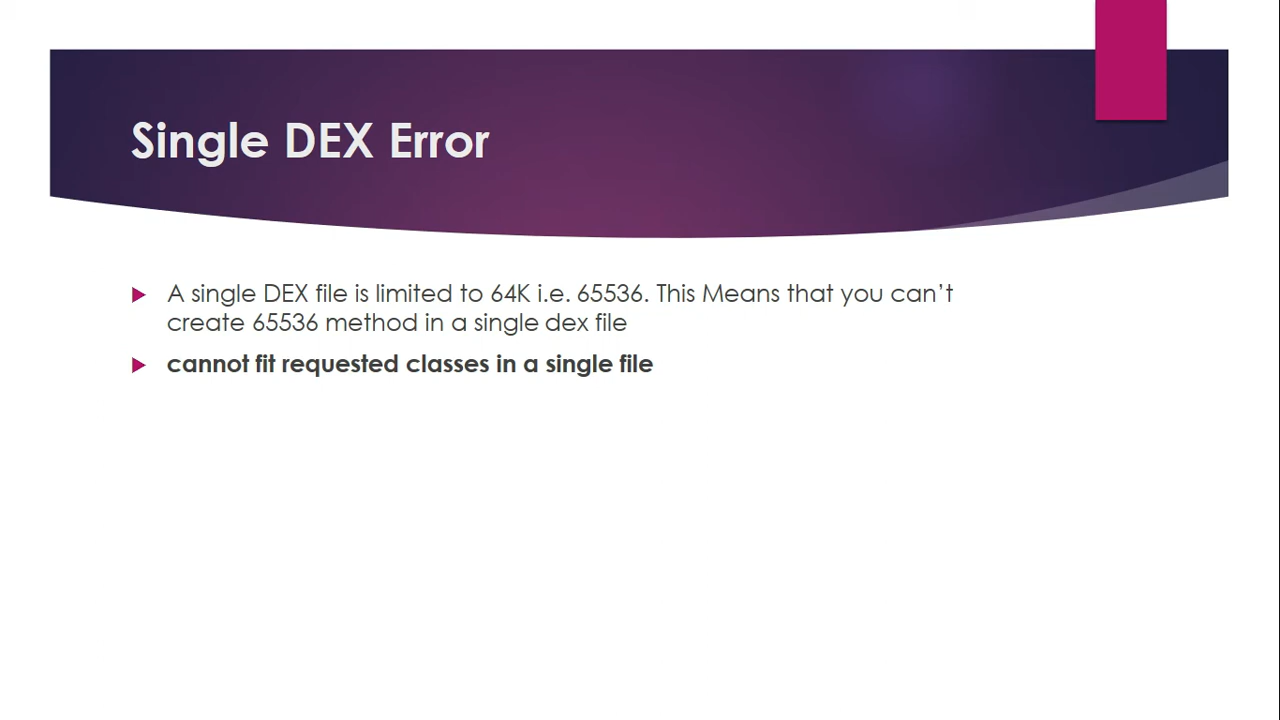 Single DEX Error
A single DEX file is limited to 64K i.e. 65536. This Means that you can’t
create 65536 method in a single dex file
cannot fit requested classes in a single file